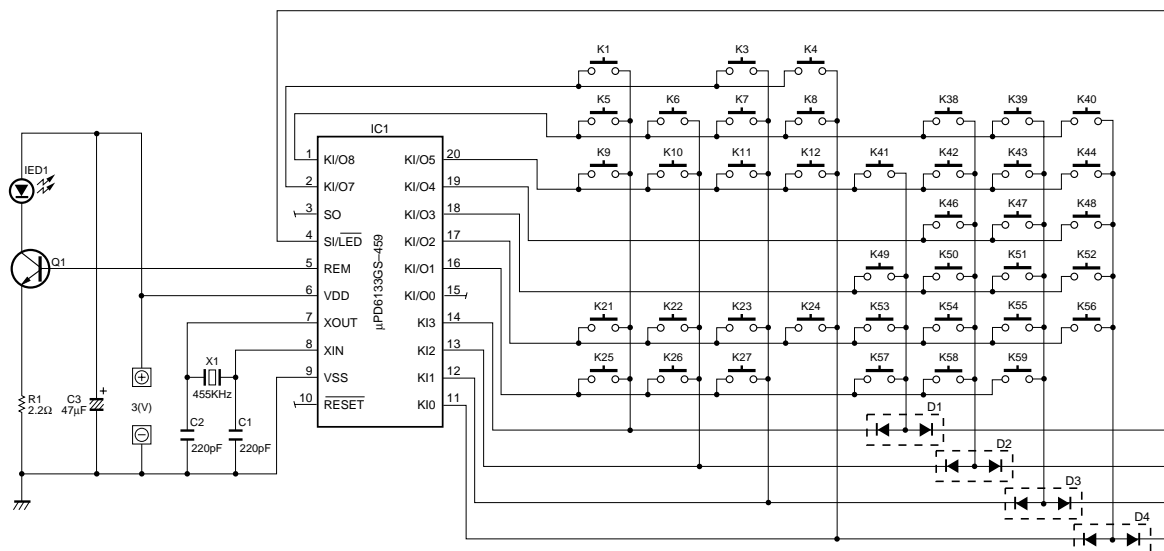 K1 K3 K4
K5 K6 K7 K8 K38 K39 K40
IC1
IED1
1 KI/O8 KI/O5 20
K9 K10 K11 K12 K41 K42 K43 K44
2 KI/O7 KI/O4 19
3 SO KI/O3 18
K46 K47 K48
4 SI/LED KI/O2 17
Q1
5 REM KI/O1 16
K49 K50 K51 K52
6 VDD KI/O0 15
7 XOUT KI3 14
K21 K22 K23 K24 K53 K54 K55 K56
8 XIN KI2 13
9 VSS KI1 12
10 RESET KI0 11
µPD6133GS–459
K25 K26 K27 K57 K58 K59
X1
455KHz
R1
2.2Ω
C3
47µF
+
3(V)
C2
220pF
C1
220pF
D1
D2
D3
D4